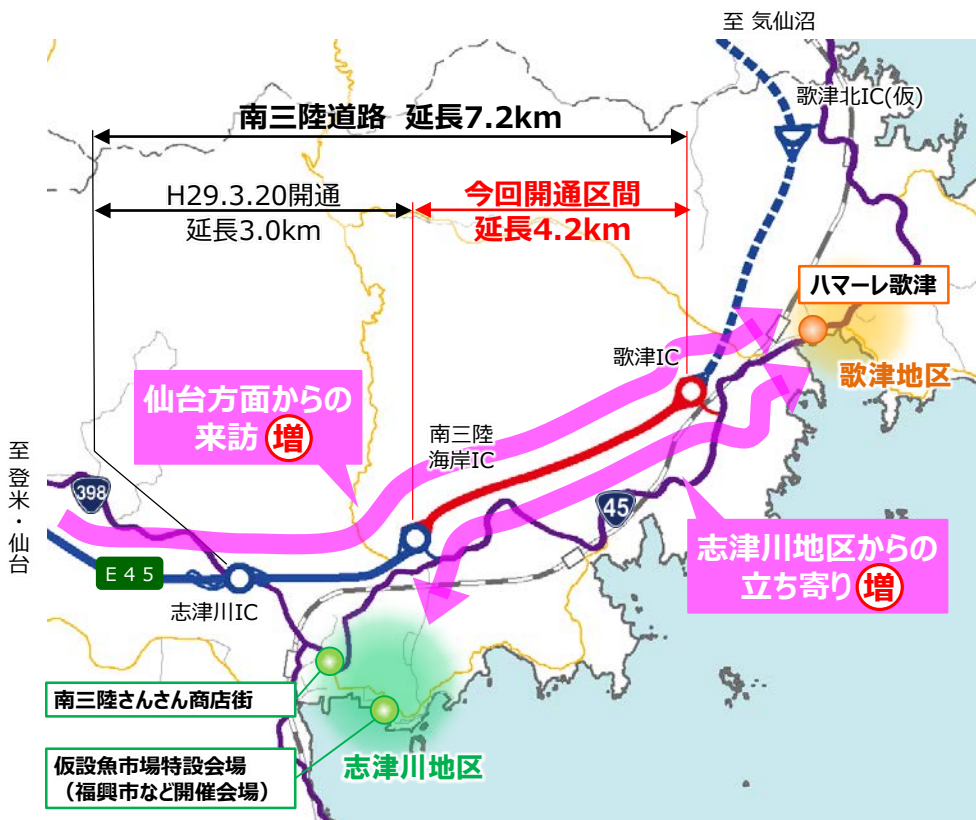 至 気仙沼
歌津北IC(仮)
南三陸道路 延長7.2km
H29.3.20開通
延長3.0km
今回開通区間
延長4.2km
ハマーレ歌津
歌津IC
歌津地区
仙台方面からの
来訪 増
南三陸
海岸IC
至 登米・仙台
398
45
E45
志津川地区からの
立ち寄り 増
志津川IC
南三陸さんさん商店街
仮設魚市場特設会場
（福興市など開催会場）
志津川地区